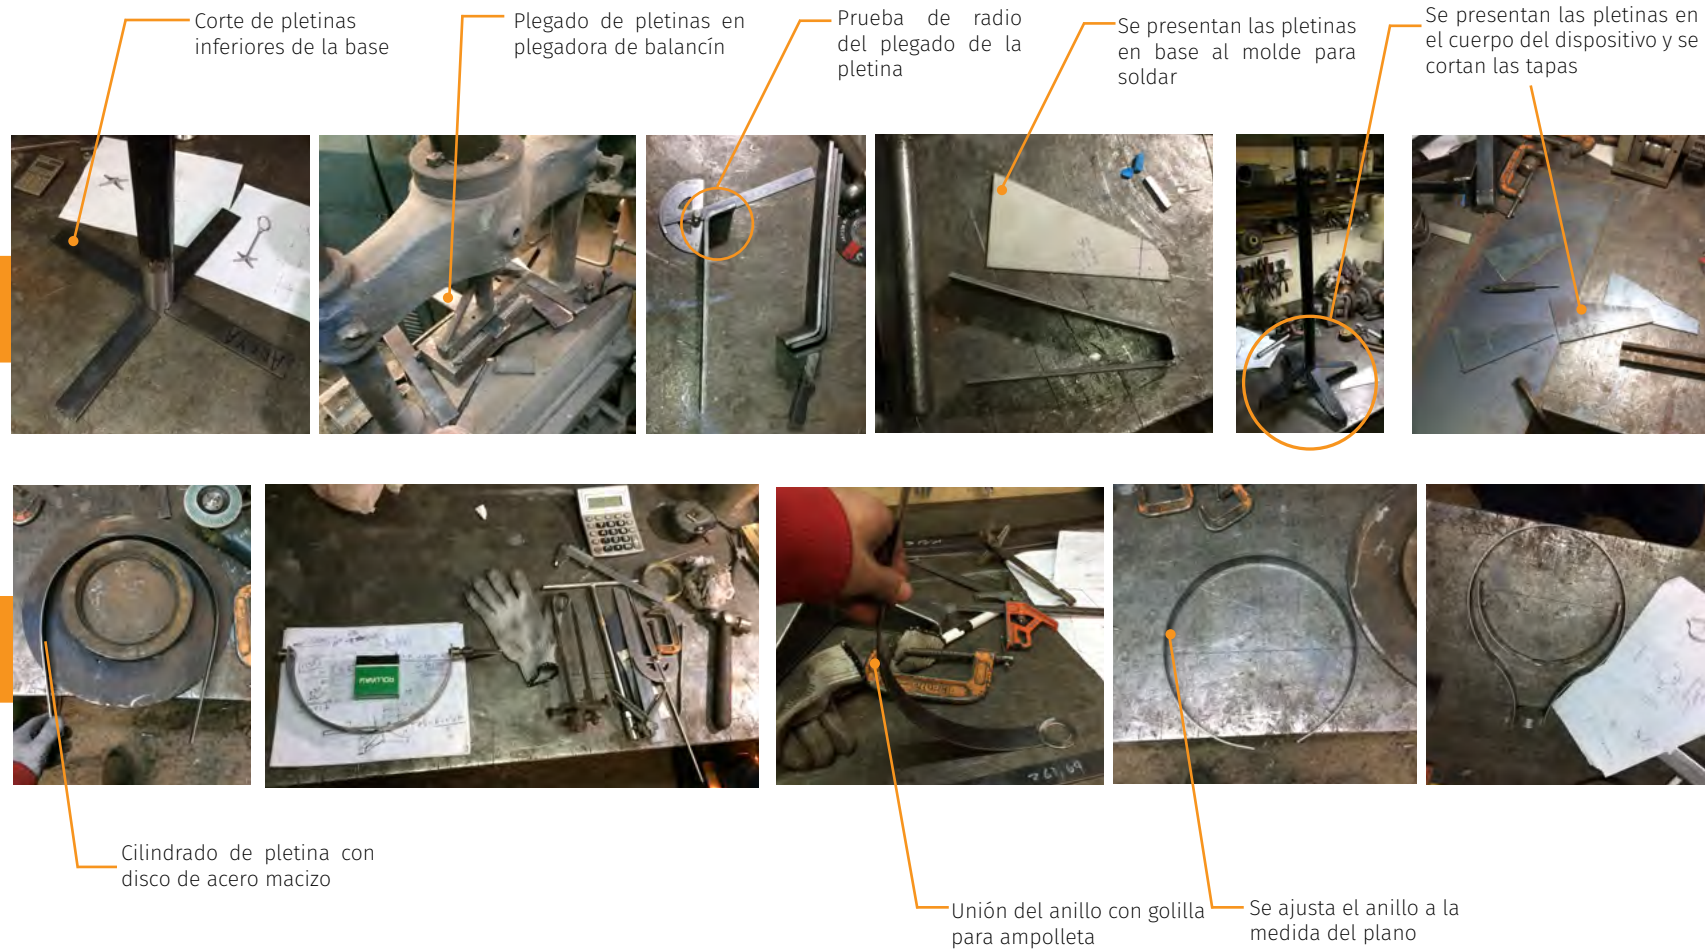 Corte de pletinas
inferiores de la base
Plegado de pletinas en
plegadora de balancín
Prueba de radio
del plegado de la
pletina
Se presentan las pletinas
en base al molde para
soldar
Se presentan las pletinas en
el cuerpo del dispositivo y se
cortan las tapas
Cilindrado de pletina con
disco de acero macizo
Unión del anillo con golilla
para ampolleta
Se ajusta el anillo a la
medida del plano